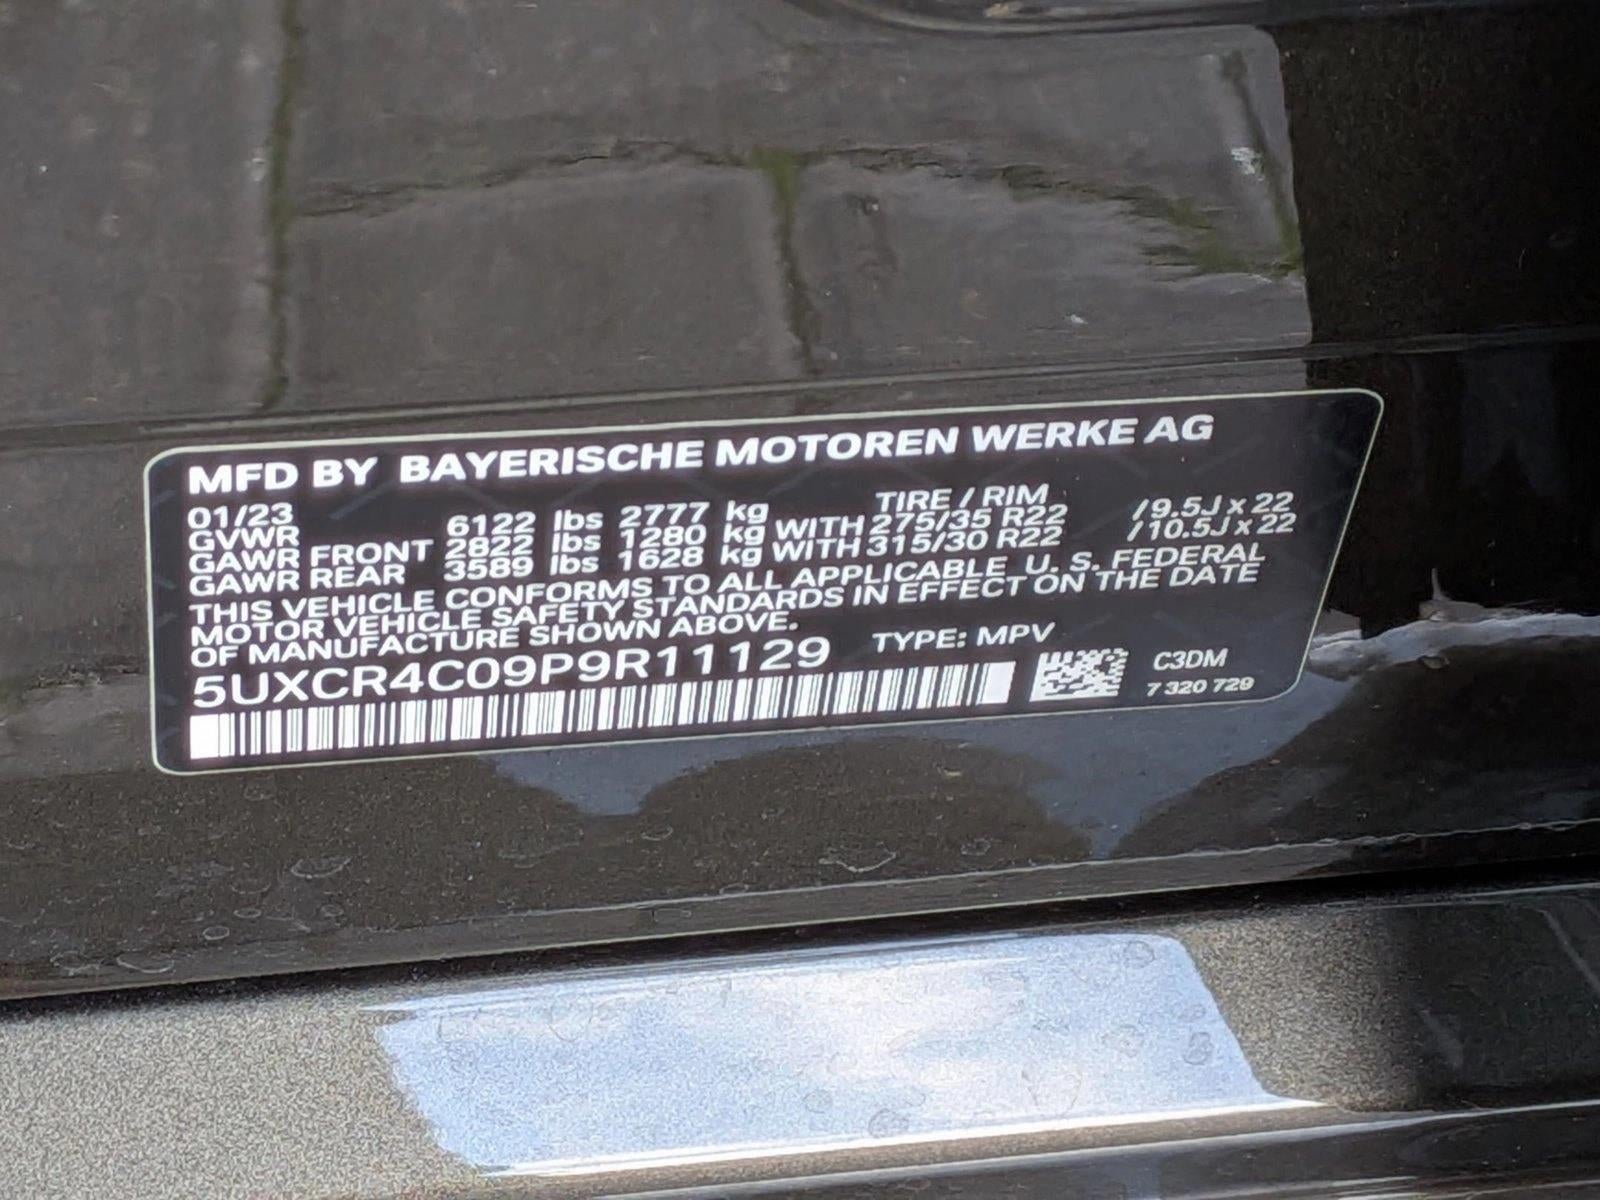 MFD BY BAYERISCHE MOTOREN WERKE AG
01/23 TIRE / RIM
GVWR 6122 lbs 2777 kg
GAWR FRONT 2822 lbs 1280 kg WITH 275/35 R22 / 9.5J x 22
GAWR REAR 3589 lbs 1628 kg WITH 315/30 R22 / 10.5J x 22
THIS VEHICLE CONFORMS TO ALL APPLICABLE U. S. FEDERAL
MOTOR VEHICLE SAFETY STANDARDS IN EFFECT ON THE DATE
OF MANUFACTURE SHOWN ABOVE.
5UXCR4C09P9R11129 TYPE: MPV
C3DM
7 320 729